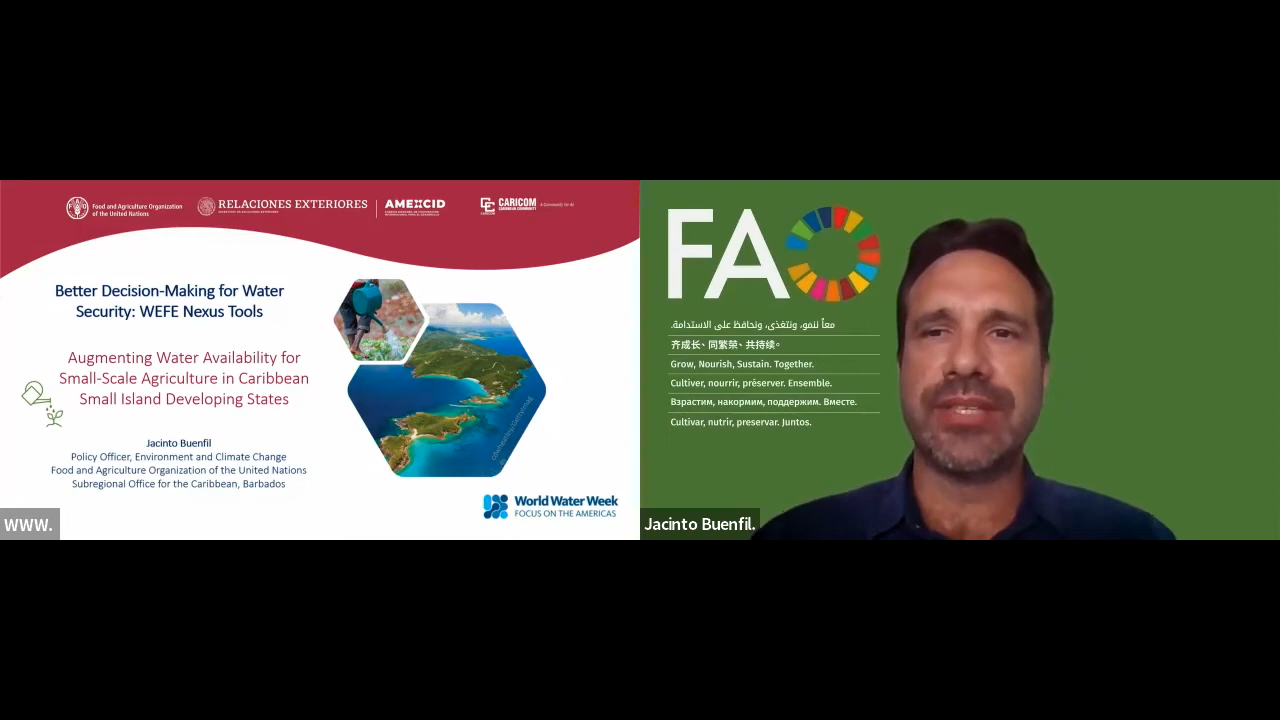 Food and Agriculture Organization
of the United Nations
RELACIONES EXTERIORES
AMEXCID
CARICOM
CARIBBEAN COMMUNITY
CARICOM
Better Decision-Making for Water
Security: WEFE Nexus Tools
Augmenting Water Availability for
Small-Scale Agriculture in Caribbean
Small Island Developing States
Jacinto Buenfil
Policy Officer, Environment and Climate Change
Food and Agriculture Organization of the United Nations
Subregional Office for the Caribbean, Barbados
World Water Week
FOCUS ON THE AMERICAS
WWW.
FAO
معاً ننمو، ونتغذى، ونحافظ على الاستدامة.
齐成长、同繁荣、共持续。
Grow, Nourish, Sustain. Together.
Cultiver, nourrir, préserver. Ensemble.
Взрастим, накормим, поддержим. Вместе.
Cultivar, nutrir, preservar. Juntos.
Jacinto Buenfil.